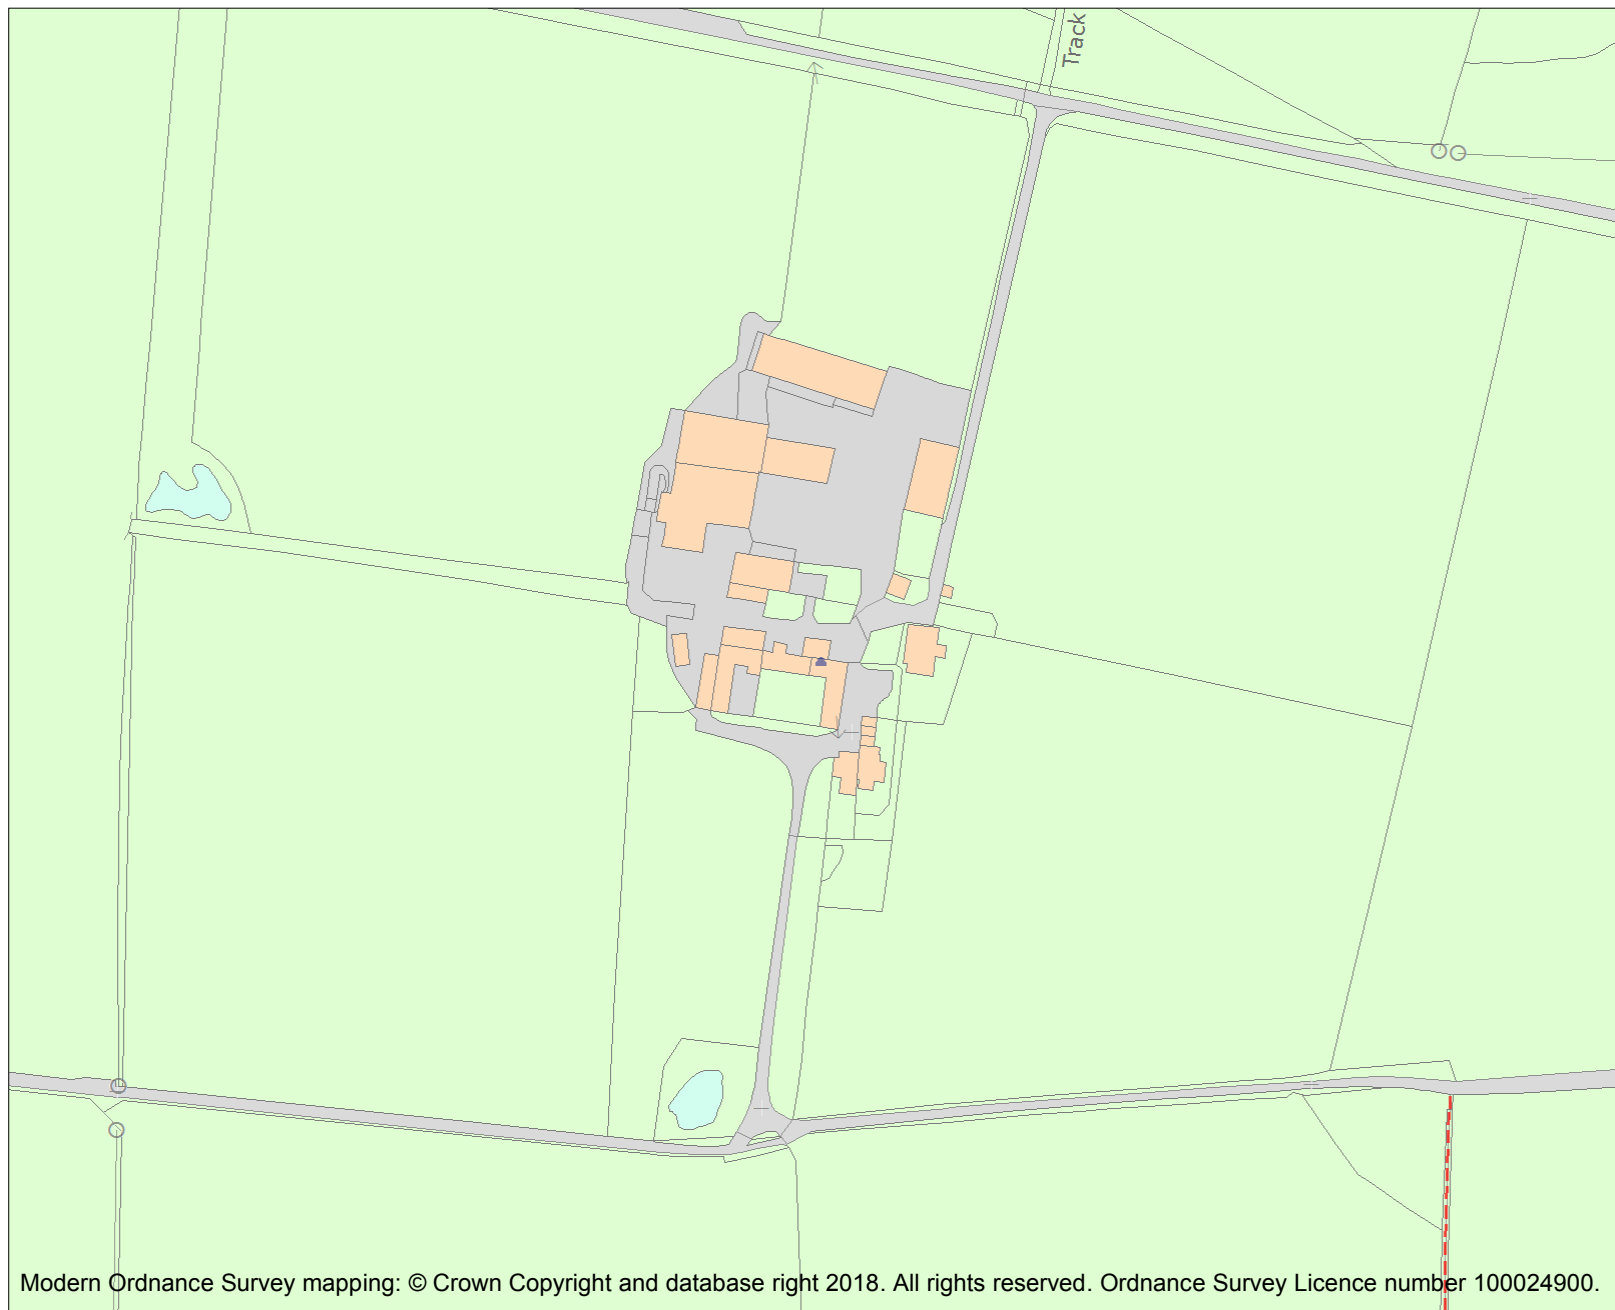 Track
Modern Ordnance Survey mapping: © Crown Copyright and database right 2018. All rights reserved. Ordnance Survey Licence number 100024900.